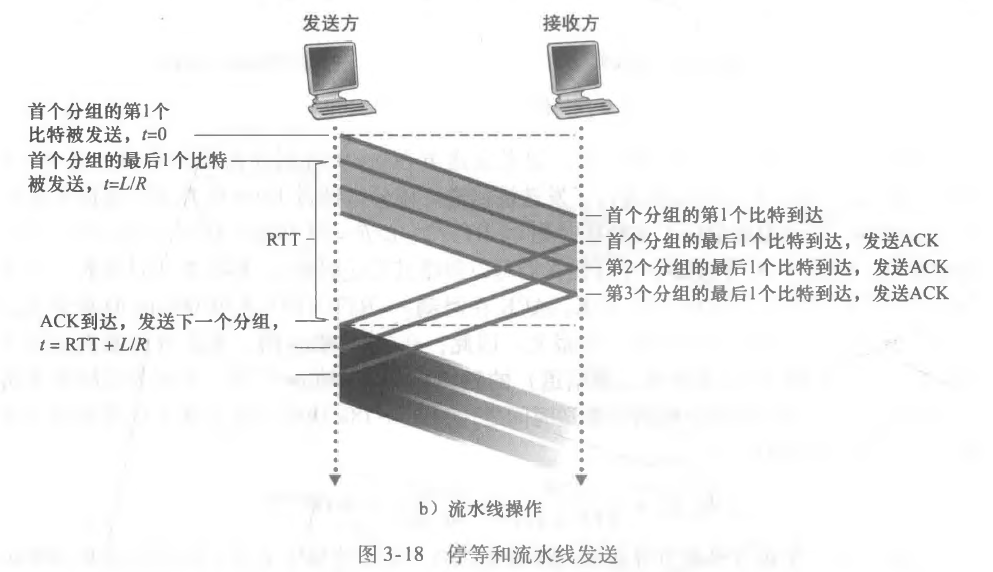 发送方
接收方
首个分组的第1个
比特被发送，t=0
首个分组的最后1个比特
被发送，t=L/R
RTT
ACK到达，发送下一个分组，
t = RTT + L/R
首个分组的第1个比特到达
首个分组的最后1个比特到达，发送ACK
第2个分组的最后1个比特到达，发送ACK
第3个分组的最后1个比特到达，发送ACK
b）流水线操作
图3-18 停等和流水线发送